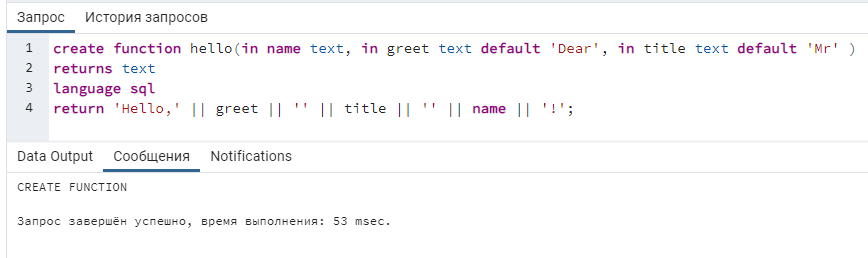 Запрос История запросов
1 create function hello(in name text, in greet text default 'Dear', in title text default 'Mr' )
2 returns text
3 language sql
4 return 'Hello,' || greet || '' || title || '' || name || '!';
Data Output Сообщения Notifications
CREATE FUNCTION
Запрос завершён успешно, время выполнения: 53 msec.